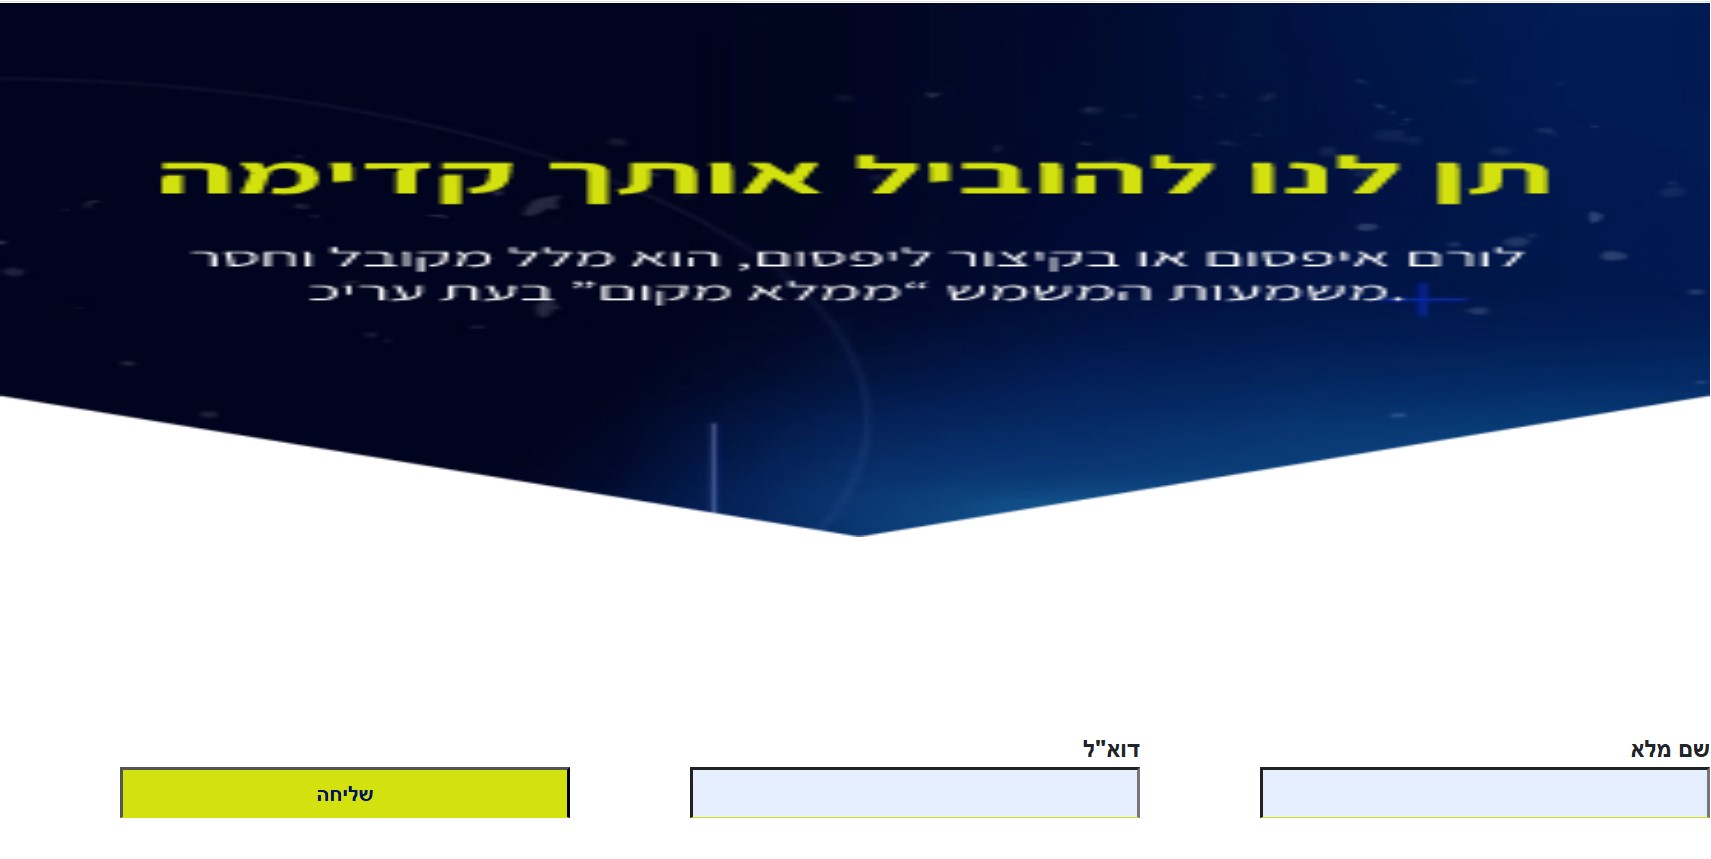 תן לנו להוביל אותך קדימה
לורם איפסום או בקיצור ליפסום, הוא מלל מקובל וחסר
.משמעות המשמש “ממלא מקום” בעת עריכ
שם מלא
דוא"ל
שליחה